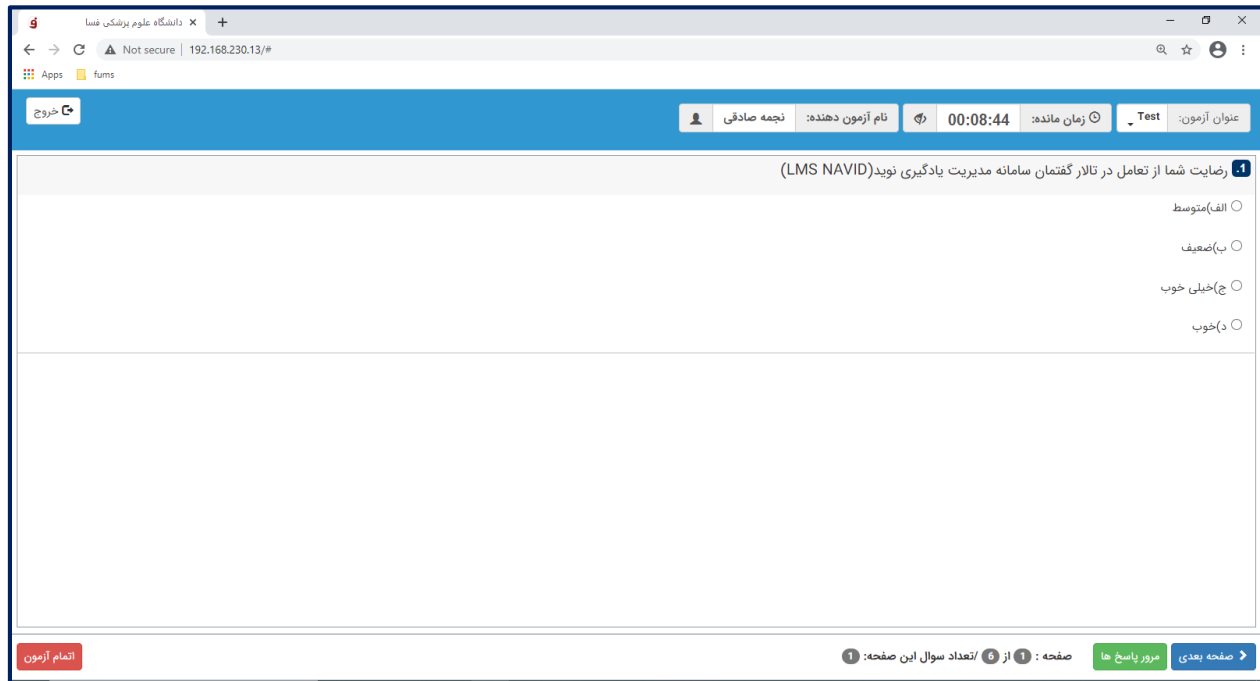 دانشگاه علوم پزشکی فسا
Not secure | 192.168.230.13/#
Apps fums
عنوان آزمون: Test زمان مانده: 00:08:44 نام آزمون دهنده: نجمه صادقی خروج
1. رضایت شما از تعامل در تالار گفتمان سامانه مدیریت یادگیری نوید(LMS NAVID)
الف)متوسط
ب)ضعیف
ج)خیلی خوب
د)خوب
صفحه بعدی مرور پاسخ ها صفحه : 1 از 6 /تعداد سوال این صفحه: 1 اتمام آزمون